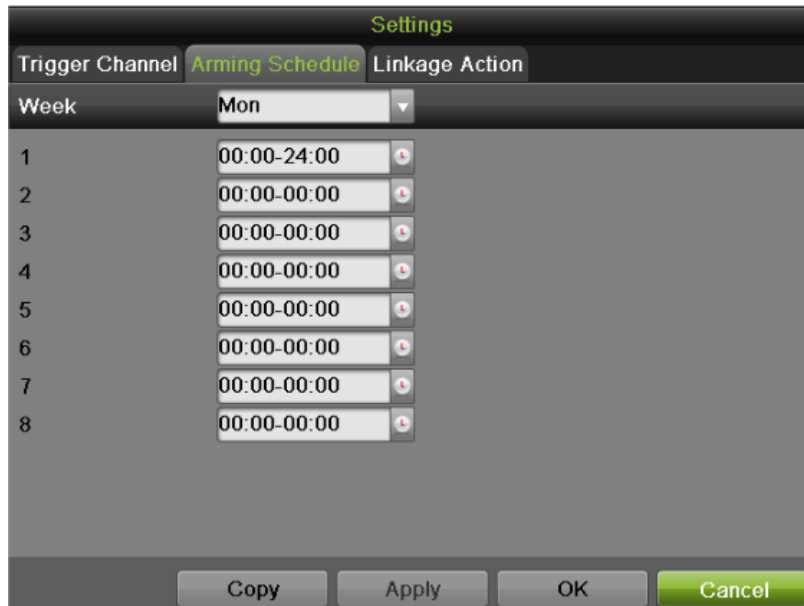 Settings
Trigger Channel Arming Schedule Linkage Action
Week Mon
1 00:00-24:00
2 00:00-00:00
3 00:00-00:00
4 00:00-00:00
5 00:00-00:00
6 00:00-00:00
7 00:00-00:00
8 00:00-00:00
Copy Apply OK Cancel